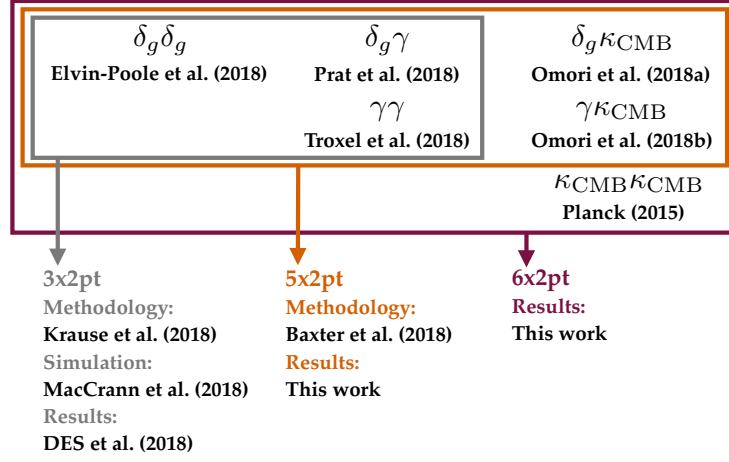 δ_gδ_g
Elvin-Poole et al. (2018)
δ_gγ
Prat et al. (2018)
δ_gκ_CMB
Omori et al. (2018a)
γγ
Troxel et al. (2018)
γκ_CMB
Omori et al. (2018b)
κ_CMBκ_CMB
Planck (2015)
3x2pt
Methodology:
Krause et al. (2018)
Simulation:
MacCrann et al. (2018)
Results:
DES et al. (2018)
5x2pt
Methodology:
Baxter et al. (2018)
Results:
This work
6x2pt
Results:
This work